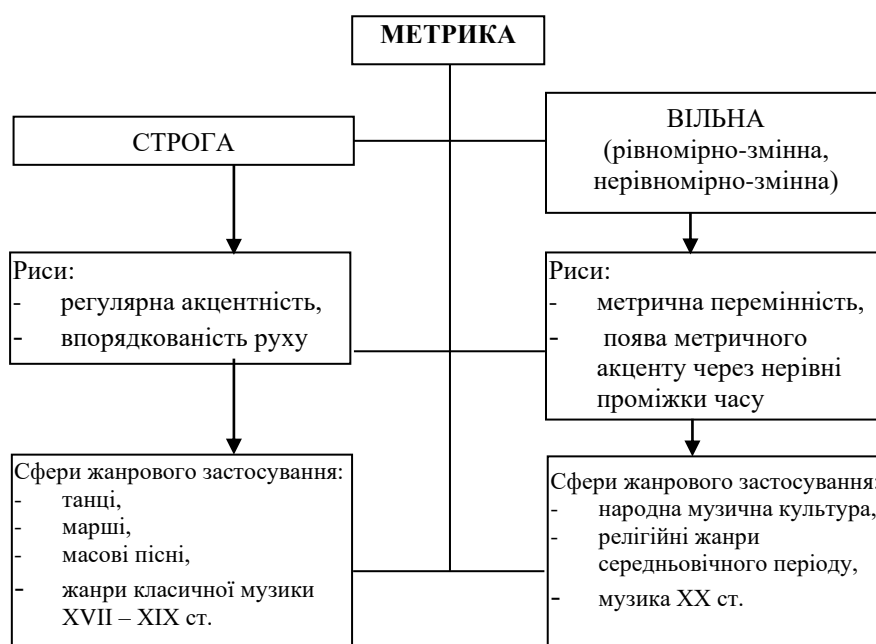 МЕТРИКА
СТРОГА
ВІЛЬНА
(рівномірно-змінна,
нерівномірно-змінна)
Риси:
- регулярна акцентність,
- впорядкованість руху
Риси:
- метрична перемінність,
- поява метричного
акценту через нерівні
проміжки часу
Сфери жанрового застосування:
- танці,
- марші,
- масові пісні,
- жанри класичної музики
XVII – XIX ст.
Сфери жанрового застосування:
- народна музична культура,
- релігійні жанри
середньовічного періоду,
- музика XX ст.